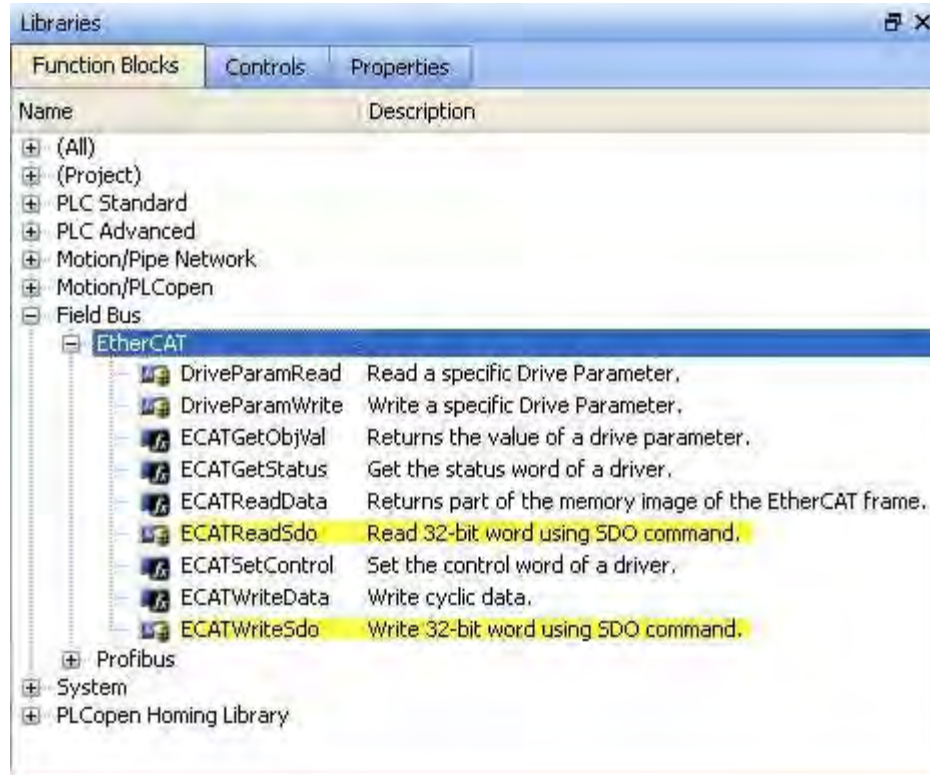 Libraries
Function Blocks Controls Properties
Name Description
(All)
(Project)
PLC Standard
PLC Advanced
Motion/Pipe Network
Motion/PLCopen
Field Bus
EtherCAT
DriveParamRead Read a specific Drive Parameter.
DriveParamWrite Write a specific Drive Parameter.
ECATGetObjVal Returns the value of a drive parameter.
ECATGetStatus Get the status word of a driver.
ECATReadData Returns part of the memory image of the EtherCAT frame.
ECATReadSdo Read 32-bit word using SDO command.
ECATSetControl Set the control word of a driver.
ECATWriteData Write cyclic data.
ECATWriteSdo Write 32-bit word using SDO command.
Profibus
System
PLCopen Homing Library